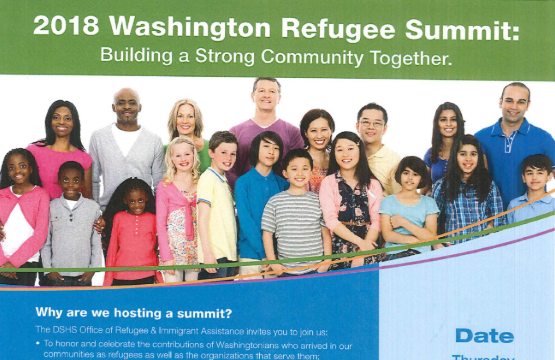 2018 Washington Refugee Summit:
Building a Strong Community Together.
Why are we hosting a summit?
The DSHS Office of Refugee & Immigrant Assistance invites you to join us:
• To honor and celebrate the contributions of Washingtonians who arrived in our
communities as refugees as well as the organizations that serve them;
Date
Thursday